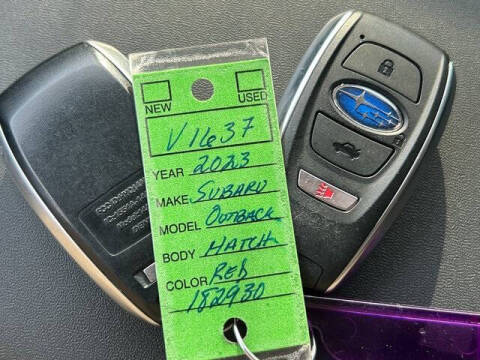 NEW USED
V1637
YEAR 2023
MAKE SUBARU
MODEL OUTBACK
BODY HATCH
COLOR RED
182930